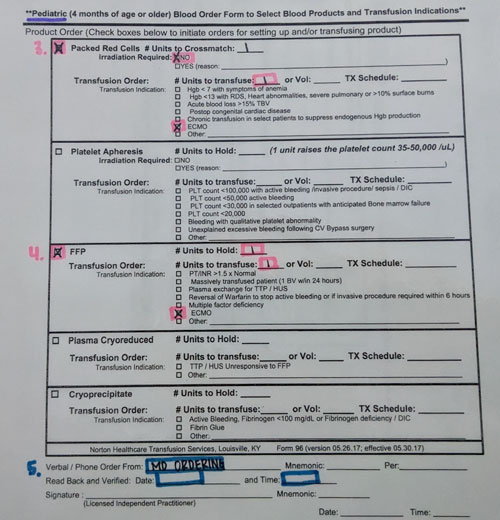 **Pediatric (4 months of age or older) Blood Order Form to Select Blood Products and Transfusion Indications**
Product Order (Check boxes below to initiate orders for setting up and/or transfusing product)
3. ☒ Packed Red Cells # Units to Crossmatch: 1
Irradiation Required: ☒NO
☐YES (reason: )
Transfusion Order: # Units to transfuse: 1 or Vol: TX Schedule:
Transfusion Indication: ☐ Hgb < 7 with symptoms of anemia
☐ Hgb <13 with RDS, Heart abnormalities, severe pulmonary or >10% surface burns
☐ Acute blood loss >15% TBV
☐ Postop congenital cardiac disease
☐ Chronic transfusion in select patients to suppress endogenous Hgb production
☒ ECMO
☐ Other:
☐ Platelet Apheresis # Units to Hold: (1 unit raises the platelet count 35-50,000 /uL)
Irradiation Required: ☐NO
☐YES (reason: )
Transfusion Order: # Units to transfuse: or Vol: TX Schedule:
Transfusion Indication: ☐ PLT count <100,000 with active bleeding /invasive procedure/ sepsis / DIC
☐ PLT count <50,000 active bleeding
☐ PLT count <30,000 in selected outpatients with anticipated Bone marrow failure
☐ PLT count <20,000
☐ Bleeding with qualitative platelet abnormality
☐ Unexplained excessive bleeding following CV Bypass surgery
☐ Other:
4. ☒ FFP # Units to Hold: 1
Transfusion Order: # Units to transfuse: 1 or Vol: TX Schedule:
Transfusion Indication: ☐ PT/INR >1.5 x Normal
☐ Massively transfused patient (1 BV w/in 24 hours)
☐ Plasma exchange for TTP / HUS
☐ Reversal of Warfarin to stop active bleeding or if invasive procedure required within 6 hours
☐ Multiple factor deficiency
☒ ECMO
☐ Other:
☐ Plasma Cryoreduced # Units to Hold:
Transfusion Order: # Units to transfuse: or Vol: TX Schedule:
Transfusion Indication: ☐ TTP / HUS Unresponsive to FFP
☐ Other:
☐ Cryoprecipitate # Units to Hold:
Transfusion Order: # Units to transfuse: or Vol: TX Schedule:
Transfusion Indication: ☐ Active Bleeding, Fibrinogen <100 mg/dL or Fibrinogen deficiency / DIC
☐ Fibrin Glue
☐ Other:
Norton Healthcare Transfusion Services, Louisville, KY Form 96 (version 05.26.17; effective 05.30.17)
5. Verbal / Phone Order From: MD ORDERING Mnemonic: Per:
Read Back and Verified: Date: and Time:
Signature : Mnemonic:
(Licensed Independent Practitioner)
Date: Time: